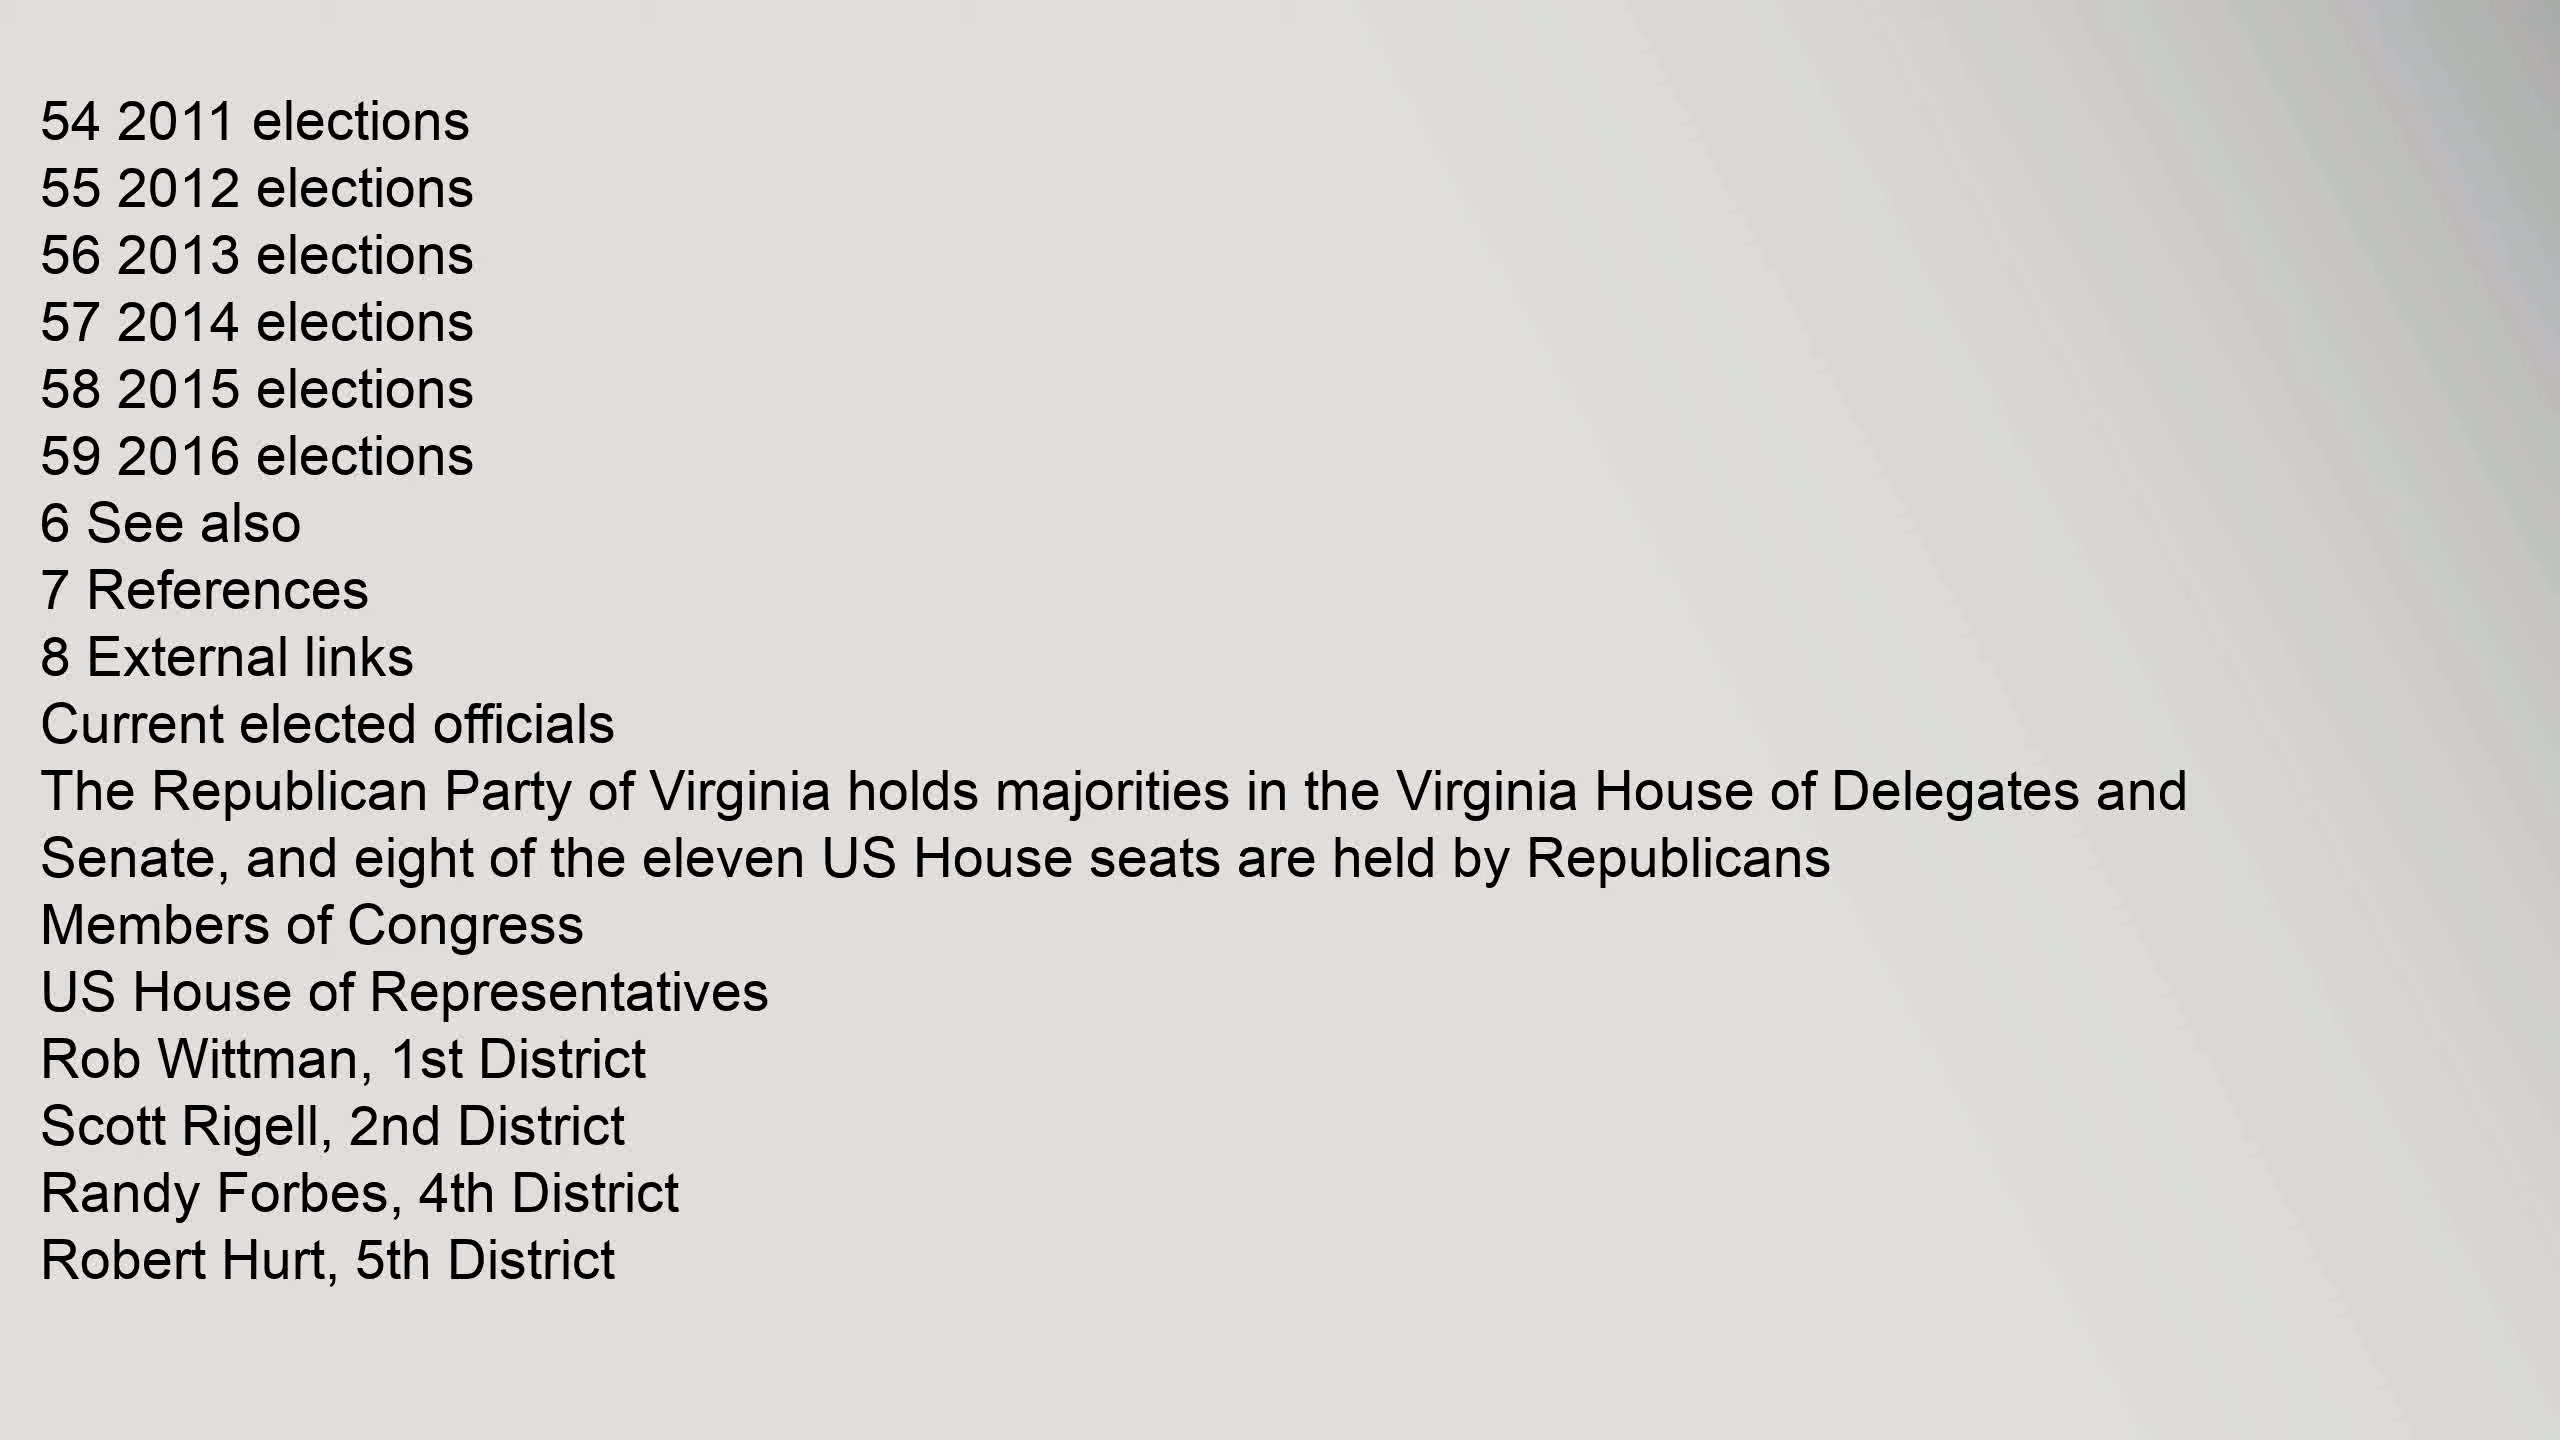 54 2011 elections
55 2012 elections
56 2013 elections
57 2014 elections
58 2015 elections
59 2016 elections
6 See also
7 References
8 External links
Current elected officials
The Republican Party of Virginia holds majorities in the Virginia House of Delegates and
Senate, and eight of the eleven US House seats are held by Republicans
Members of Congress
US House of Representatives
Rob Wittman, 1st District
Scott Rigell, 2nd District
Randy Forbes, 4th District
Robert Hurt, 5th District